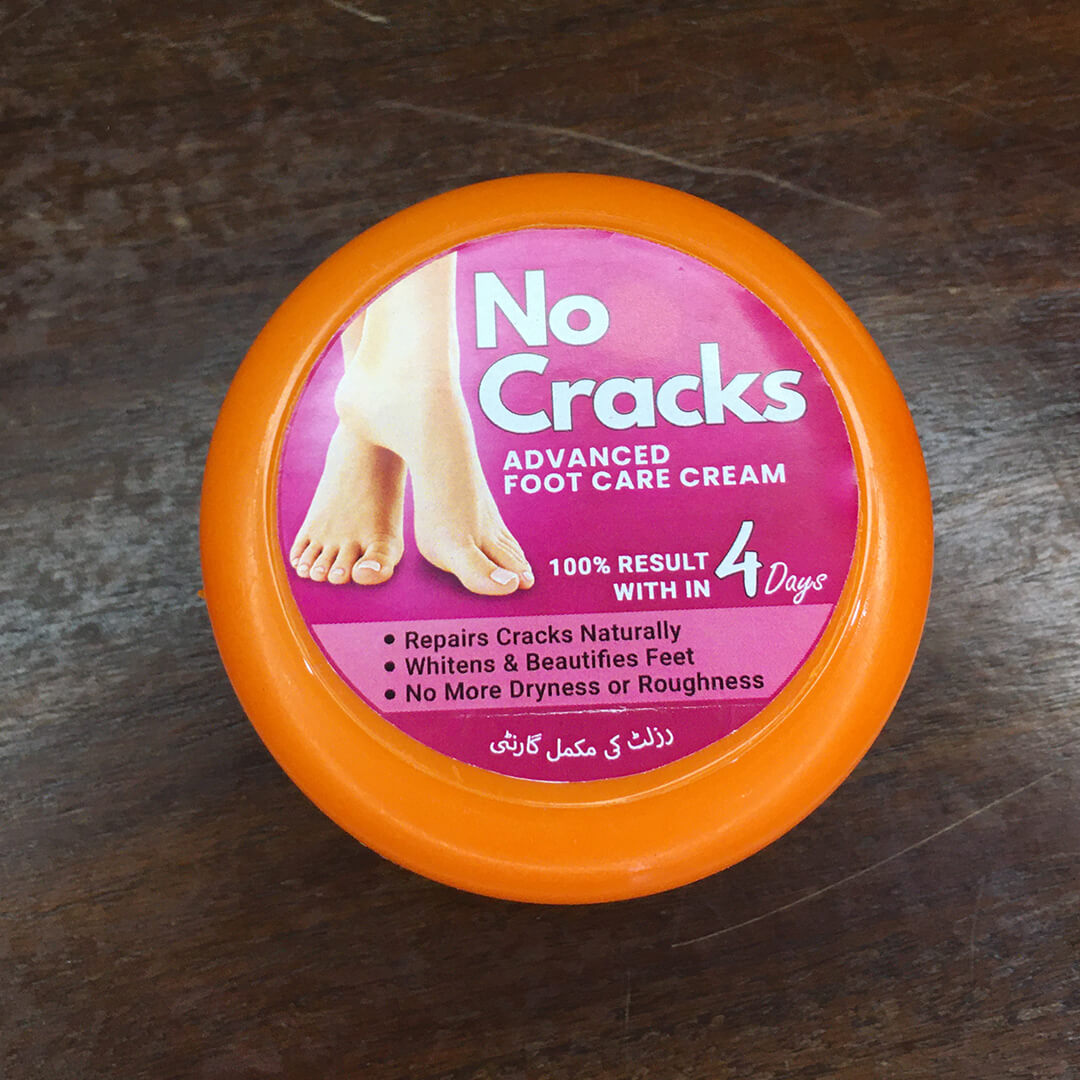 No
Cracks
ADVANCED
FOOT CARE CREAM
100% RESULT
WITH IN 4 Days
• Repairs Cracks Naturally
• Whitens & Beautifies Feet
• No More Dryness or Roughness
رزلٹ کی مکمل گارنٹی